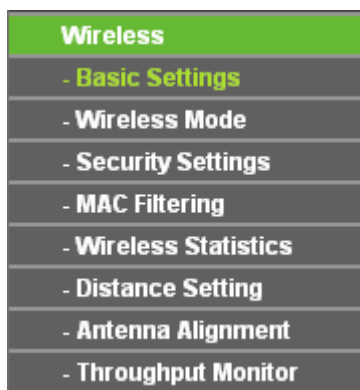 Wireless
- Basic Settings
- Wireless Mode
- Security Settings
- MAC Filtering
- Wireless Statistics
- Distance Setting
- Antenna Alignment
- Throughput Monitor